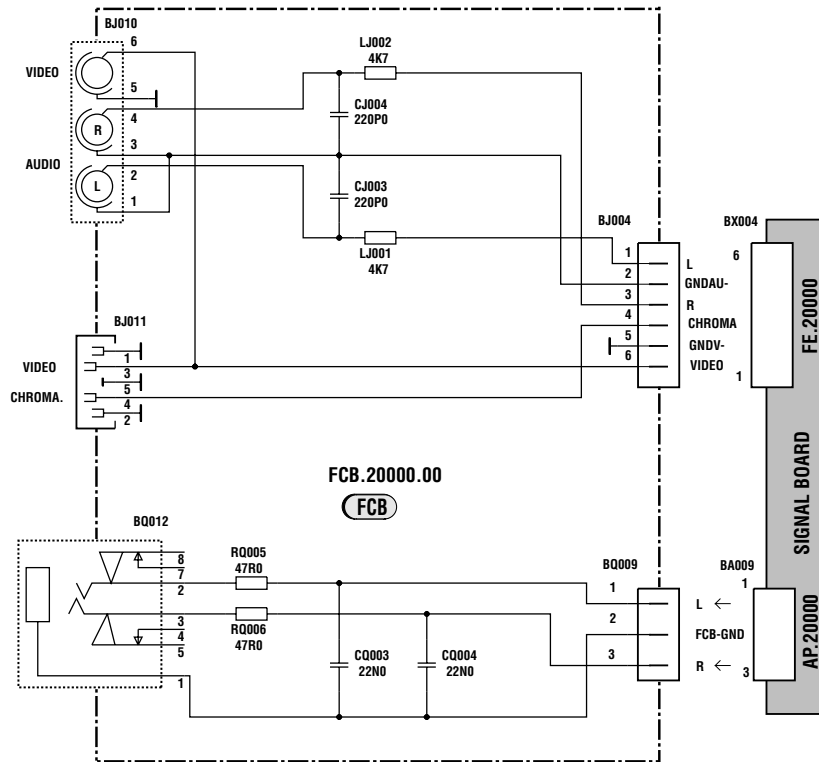 BJ010
6
VIDEO
5
4
R
3
AUDIO
2
L
1
LJ002
4K7
CJ004
220P0
CJ003
220P0
LJ001
4K7
BJ004
1
L
2
GNDAU-
3
R
4
CHROMA
5
GNDV-
6
VIDEO
BX004
6
1
FE.20000
BJ011
VIDEO
1
3
CHROMA.
5
4
2
FCB.20000.00
FCB
SIGNAL BOARD
BQ012
8
7
2
3
4
5
1
RQ005
47R0
RQ006
47R0
CQ003
22N0
CQ004
22N0
BQ009
1
L ←
2
FCB-GND
3
R ←
BA009
1
3
AP.20000